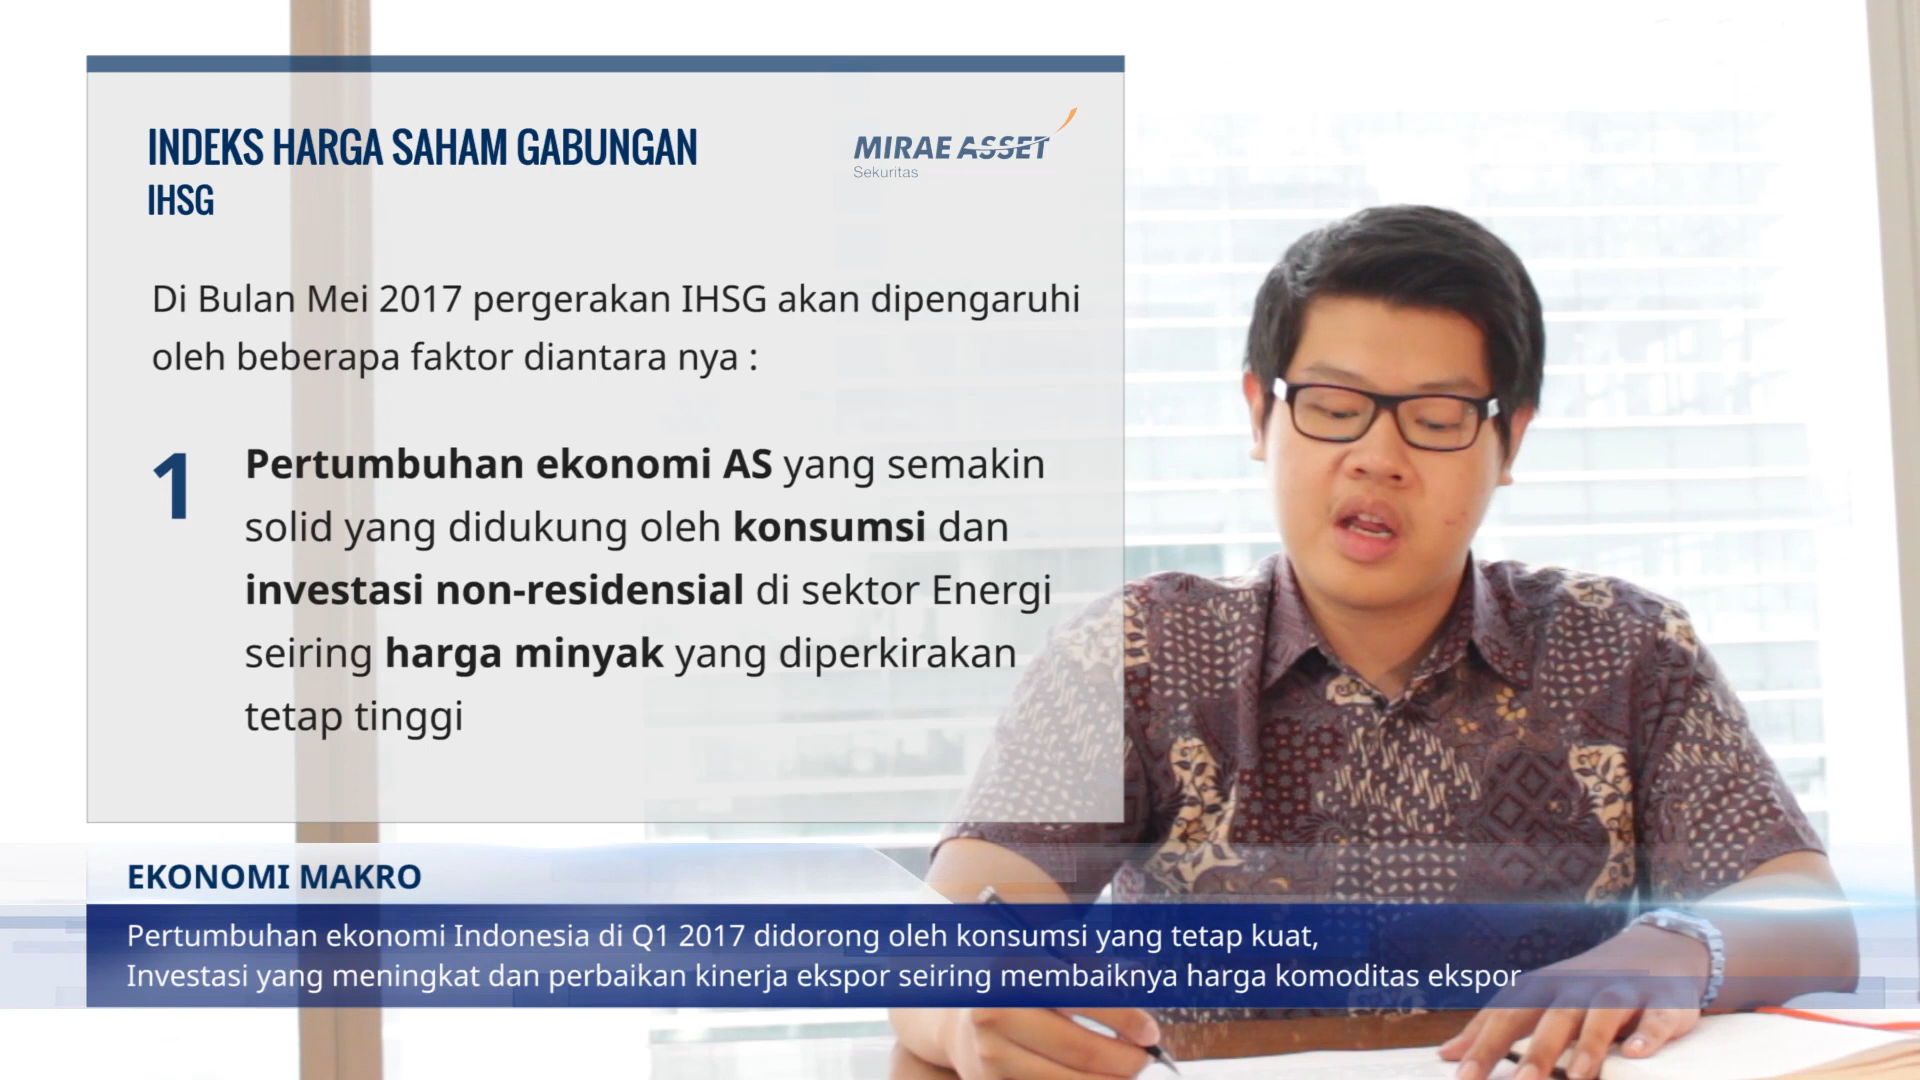 INDEKS HARGA SAHAM GABUNGAN
IHSG
MIRAE ASSET
Sekuritas
Di Bulan Mei 2017 pergerakan IHSG akan dipengaruhi
oleh beberapa faktor diantara nya :
1
Pertumbuhan ekonomi AS yang semakin
solid yang didukung oleh konsumsi dan
investasi non-residensial di sektor Energi
seiring harga minyak yang diperkirakan
tetap tinggi
EKONOMI MAKRO
Pertumbuhan ekonomi Indonesia di Q1 2017 didorong oleh konsumsi yang tetap kuat,
Investasi yang meningkat dan perbaikan kinerja ekspor seiring membaiknya harga komoditas ekspor